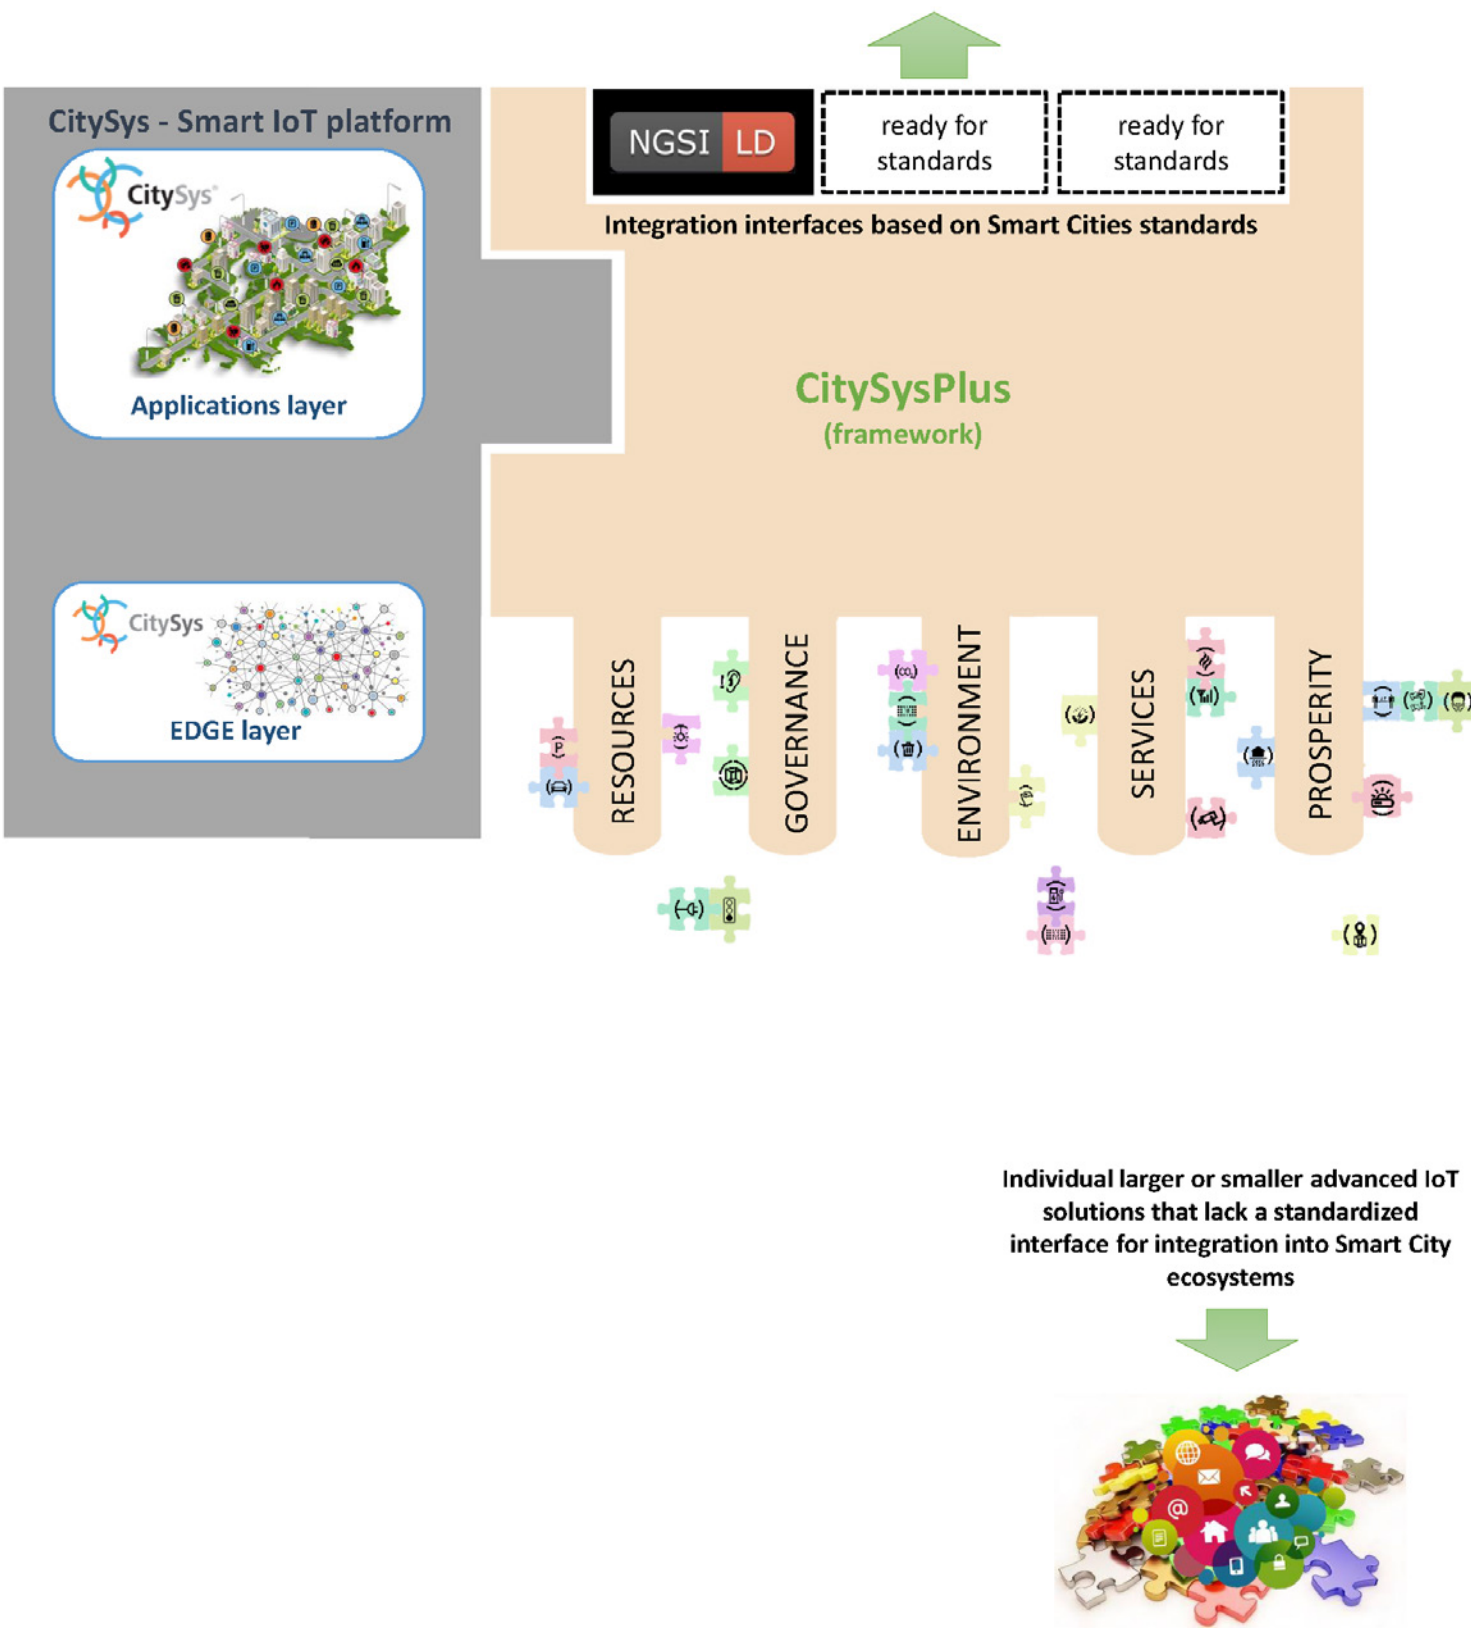 CitySys - Smart IoT platform
CitySys®
Applications layer
CitySys
EDGE layer
NGSI LD
ready for
standards
ready for
standards
Integration interfaces based on Smart Cities standards
CitySysPlus
(framework)
RESOURCES
GOVERNANCE
ENVIRONMENT
SERVICES
PROSPERITY
P
CO₂
Individual larger or smaller advanced IoT
solutions that lack a standardized
interface for integration into Smart City
ecosystems
@